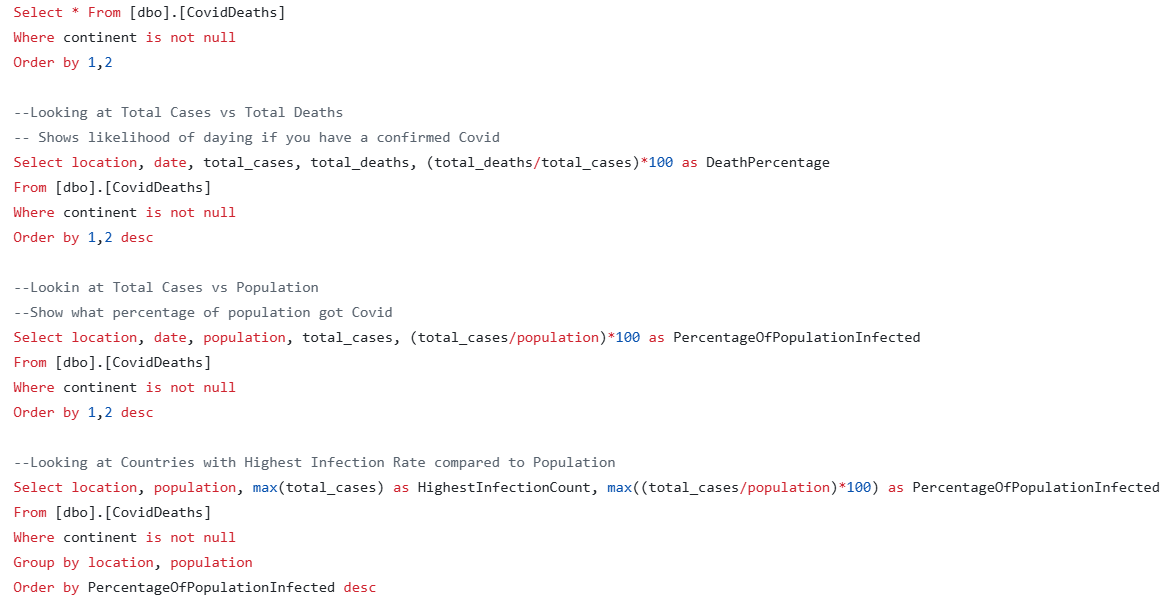 Select * From [dbo].[CovidDeaths]
Where continent is not null
Order by 1,2
--Looking at Total Cases vs Total Deaths
-- Shows likelihood of daying if you have a confirmed Covid
Select location, date, total_cases, total_deaths, (total_deaths/total_cases)*100 as DeathPercentage
From [dbo].[CovidDeaths]
Where continent is not null
Order by 1,2 desc
--Lookin at Total Cases vs Population
--Show what percentage of population got Covid
Select location, date, population, total_cases, (total_cases/population)*100 as PercentageOfPopulationInfected
From [dbo].[CovidDeaths]
Where continent is not null
Order by 1,2 desc
--Looking at Countries with Highest Infection Rate compared to Population
Select location, population, max(total_cases) as HighestInfectionCount, max((total_cases/population)*100) as PercentageOfPopulationInfected
From [dbo].[CovidDeaths]
Where continent is not null
Group by location, population
Order by PercentageOfPopulationInfected desc